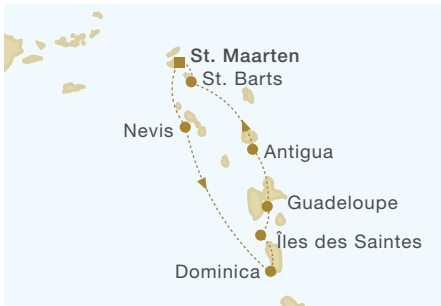 St. Maarten
St. Barts
Nevis
Antigua
Guadeloupe
Îles des Saintes
Dominica